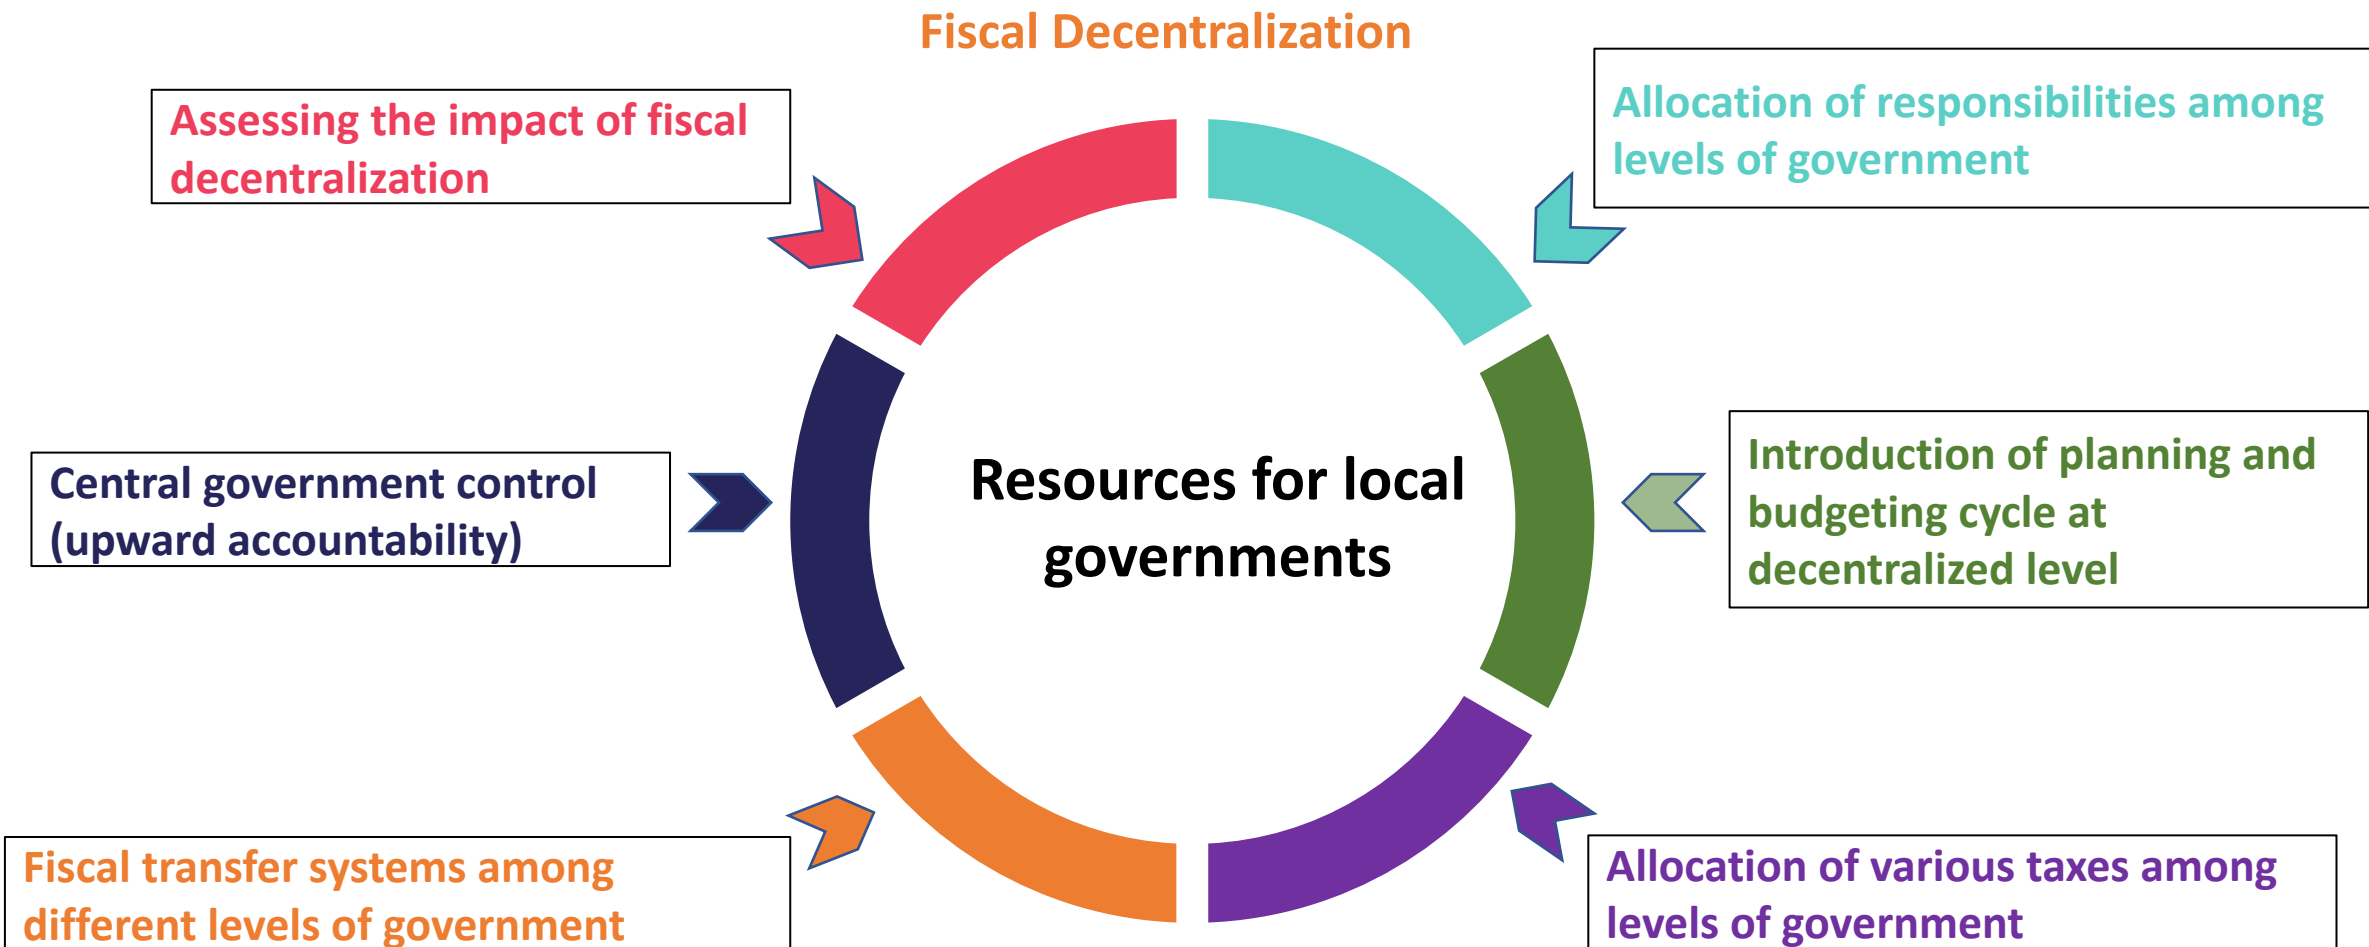 Fiscal Decentralization
Assessing the impact of fiscal
decentralization
Allocation of responsibilities among
levels of government
Central government control
(upward accountability)
Resources for local
governments
Introduction of planning and
budgeting cycle at
decentralized level
Fiscal transfer systems among
different levels of government
Allocation of various taxes among
levels of government